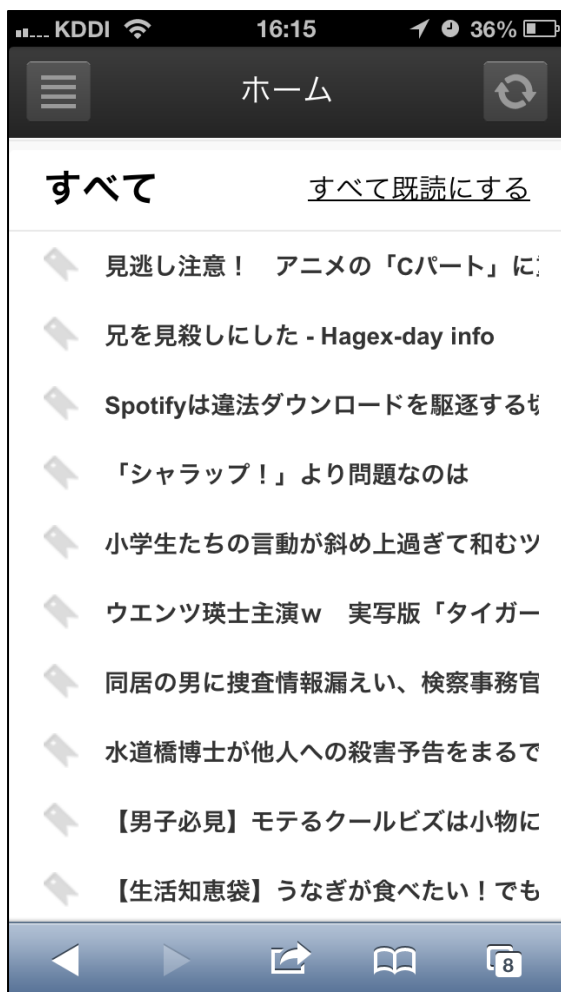 KDDI 16:15 36%
ホーム
すべて すべて既読にする
見逃し注意！　アニメの「Cパート」に
兄を見殺しにした - Hagex-day info
Spotifyは違法ダウンロードを駆逐する切
「シャラップ！」より問題なのは
小学生たちの言動が斜め上過ぎて和むツ
ウエンツ瑛士主演ｗ　実写版「タイガー
同居の男に捜査情報漏えい、検察事務官
水道橋博士が他人への殺害予告をまるで
【男子必見】モテるクールビズは小物に
【生活知恵袋】うなぎが食べたい！でも
8